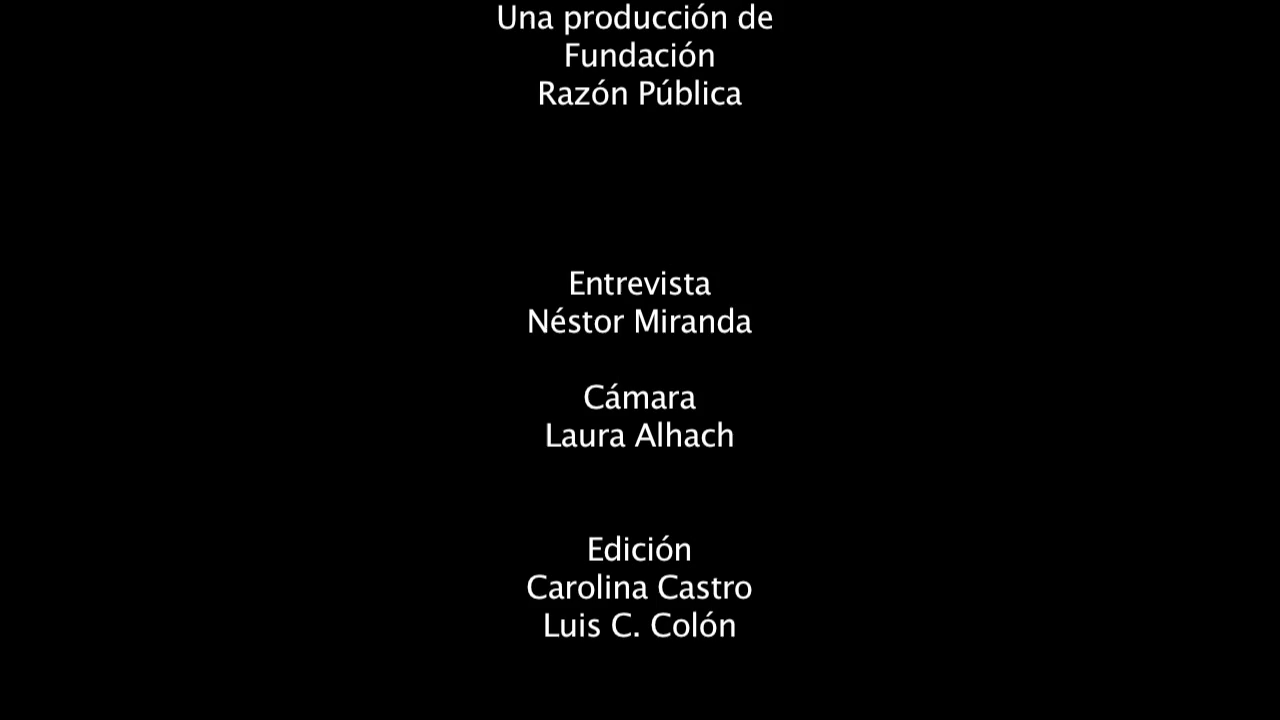 Una producción de
Fundación
Razón Pública
Entrevista
Néstor Miranda
Cámara
Laura Alhach
Edición
Carolina Castro
Luis C. Colón